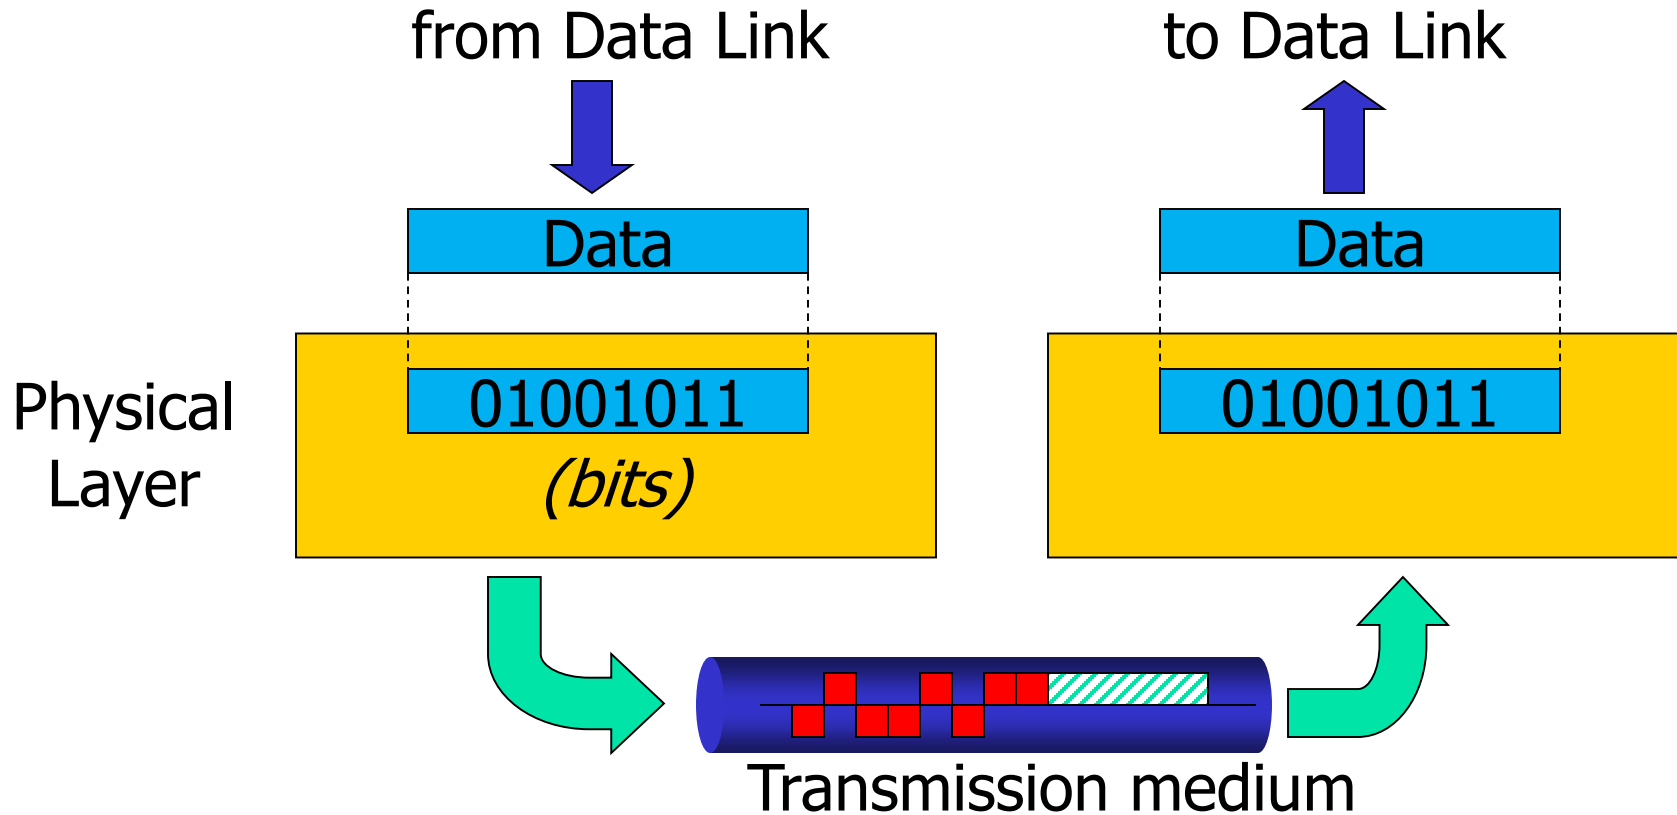 from Data Link
to Data Link
Data
Data
Physical
Layer
01001011
(bits)
01001011
Transmission medium